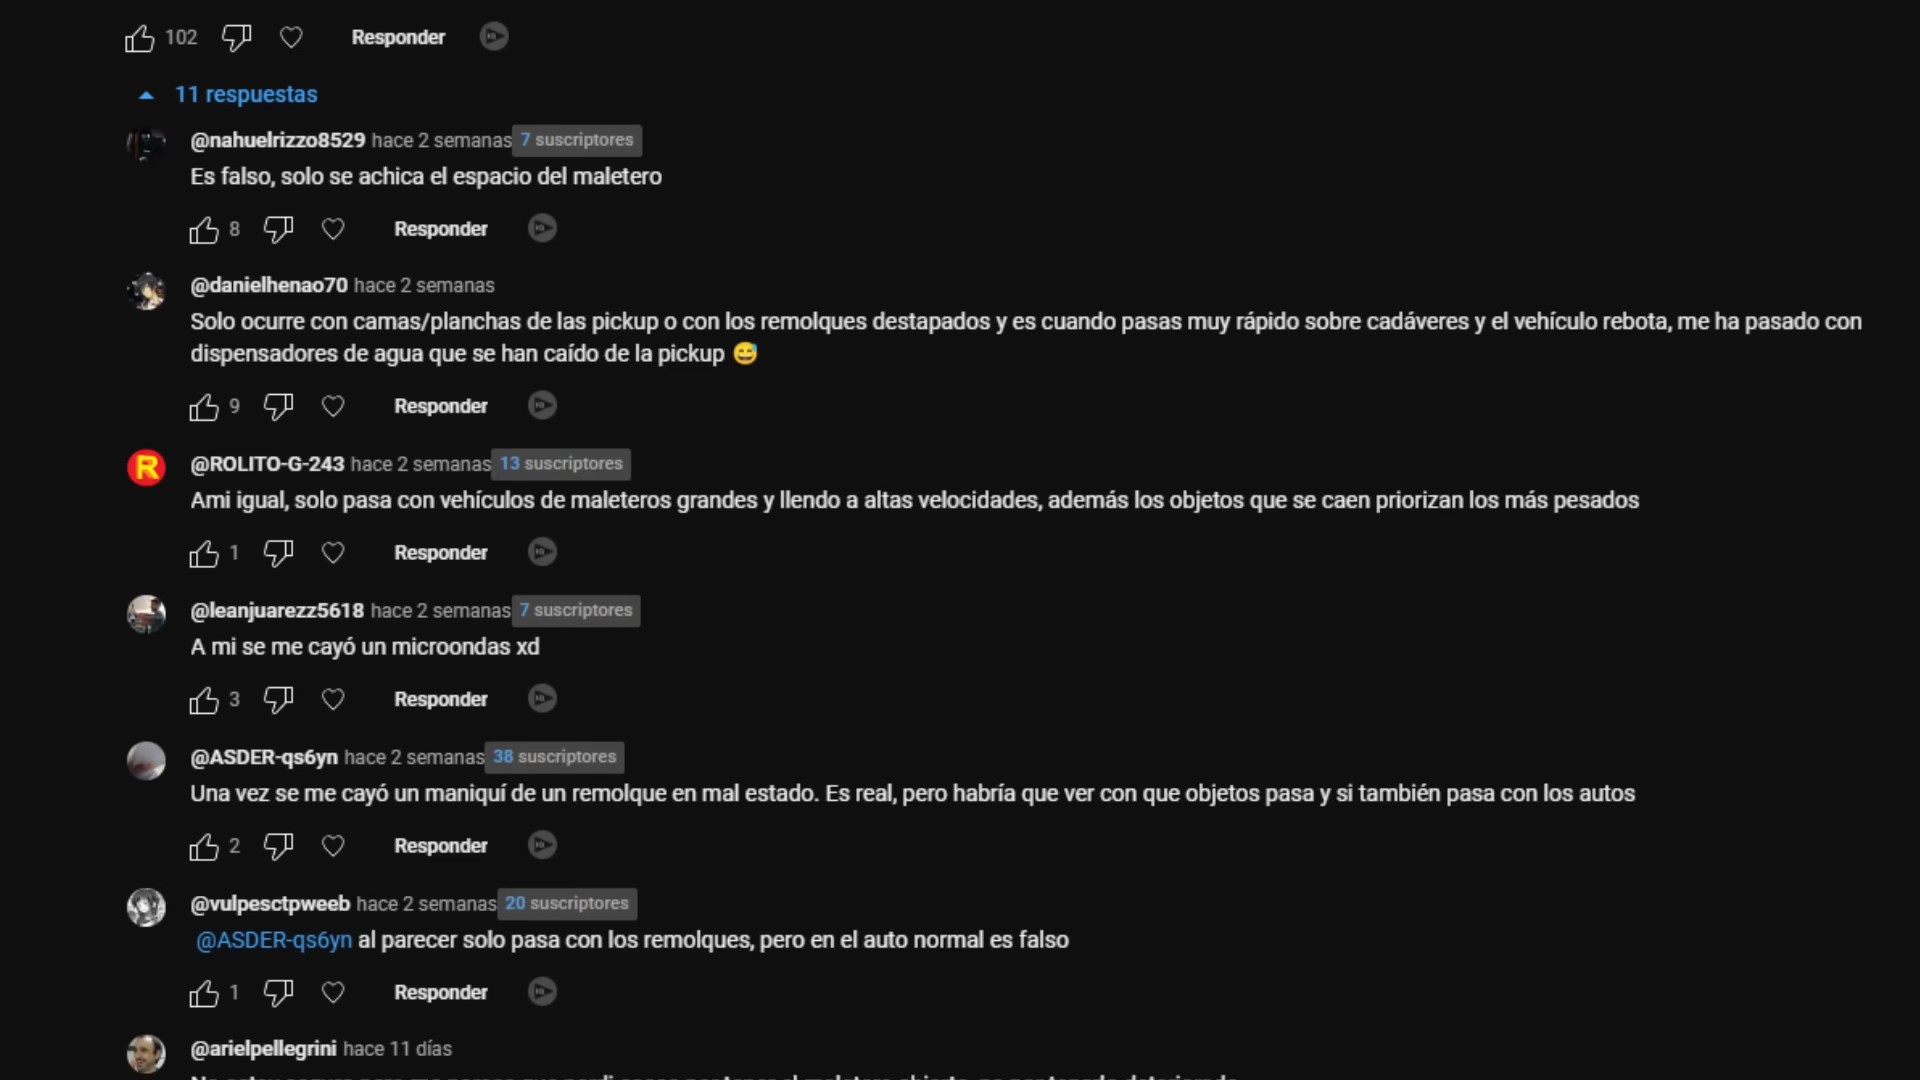 102 Responder
11 respuestas
@nahuelrizzo8529 hace 2 semanas 7 suscriptores
Es falso, solo se achica el espacio del maletero
8 Responder
@danielhenao70 hace 2 semanas
Solo ocurre con camas/planchas de las pickup o con los remolques destapados y es cuando pasas muy rápido sobre cadáveres y el vehículo rebota, me ha pasado con
dispensadores de agua que se han caído de la pickup 😅
9 Responder
R
@ROLITO-G-243 hace 2 semanas 13 suscriptores
Ami igual, solo pasa con vehículos de maleteros grandes y llendo a altas velocidades, además los objetos que se caen priorizan los más pesados
1 Responder
@leanjuarezz5618 hace 2 semanas 7 suscriptores
A mi se me cayó un microondas xd
3 Responder
@ASDER-qs6yn hace 2 semanas 38 suscriptores
Una vez se me cayó un maniquí de un remolque en mal estado. Es real, pero habría que ver con que objetos pasa y si también pasa con los autos
2 Responder
@vulpesctpweeb hace 2 semanas 20 suscriptores
@ASDER-qs6yn al parecer solo pasa con los remolques, pero en el auto normal es falso
1 Responder
@arielpellegrini hace 11 días